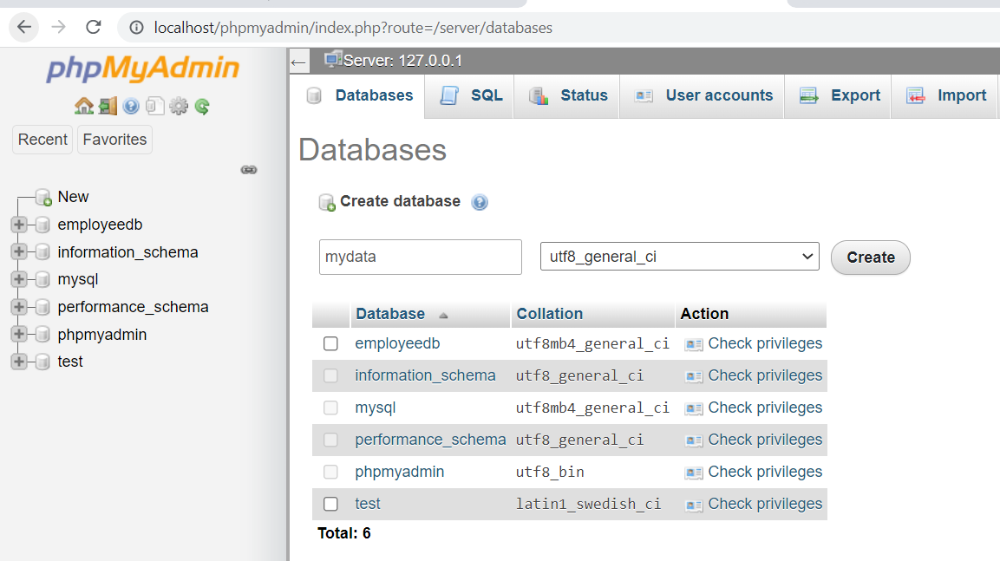 localhost/phpmyadmin/index.php?route=/server/databases
phpMyAdmin
Recent Favorites
New
employeedb
information_schema
mysql
performance_schema
phpmyadmin
test
Server: 127.0.0.1
Databases SQL Status User accounts Export Import
Databases
Create database
mydata utf8_general_ci Create
Database Collation Action
employeedb utf8mb4_general_ci Check privileges
information_schema utf8_general_ci Check privileges
mysql utf8mb4_general_ci Check privileges
performance_schema utf8_general_ci Check privileges
phpmyadmin utf8_bin Check privileges
test latin1_swedish_ci Check privileges
Total: 6